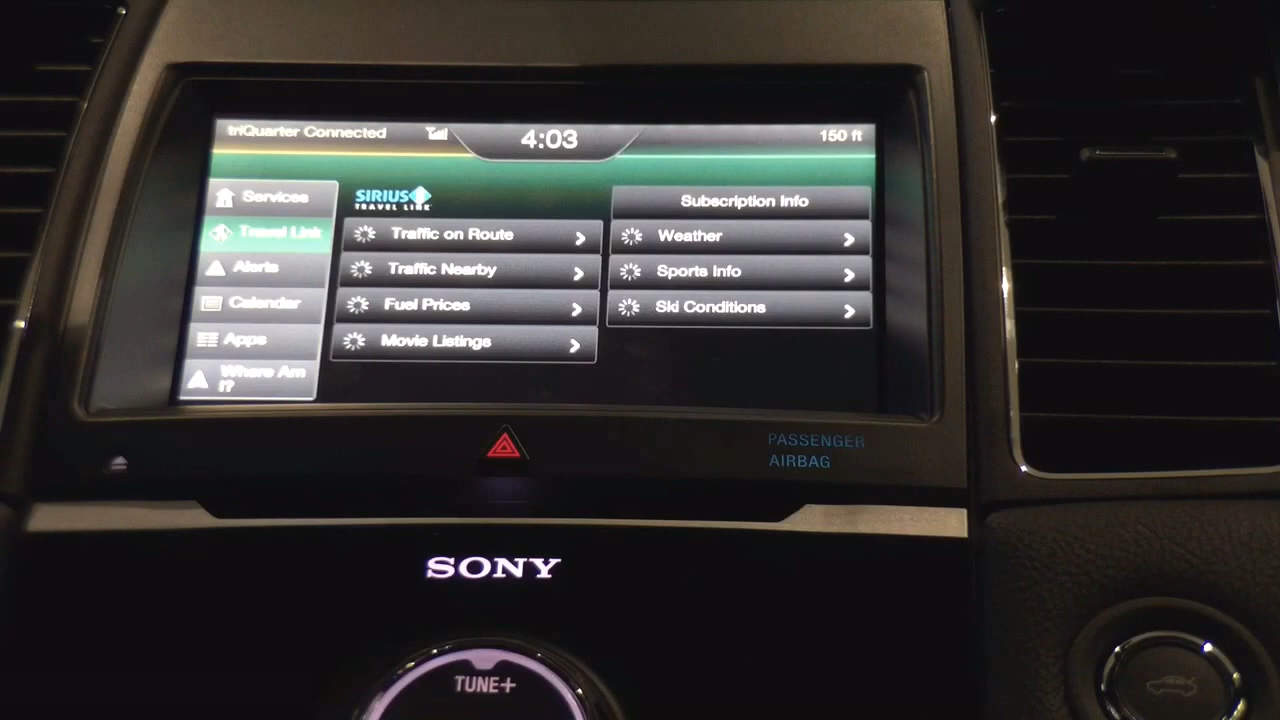 triQuarter Connected 4:03 150 ft
Services
Travel Link
Alerts
Calendar
Apps
Where Am
I?
SIRIUS
TRAVEL LINK
Subscription Info
Traffic on Route
Traffic Nearby
Fuel Prices
Movie Listings
Weather
Sports Info
Ski Conditions
PASSENGER
AIRBAG
SONY
TUNE+